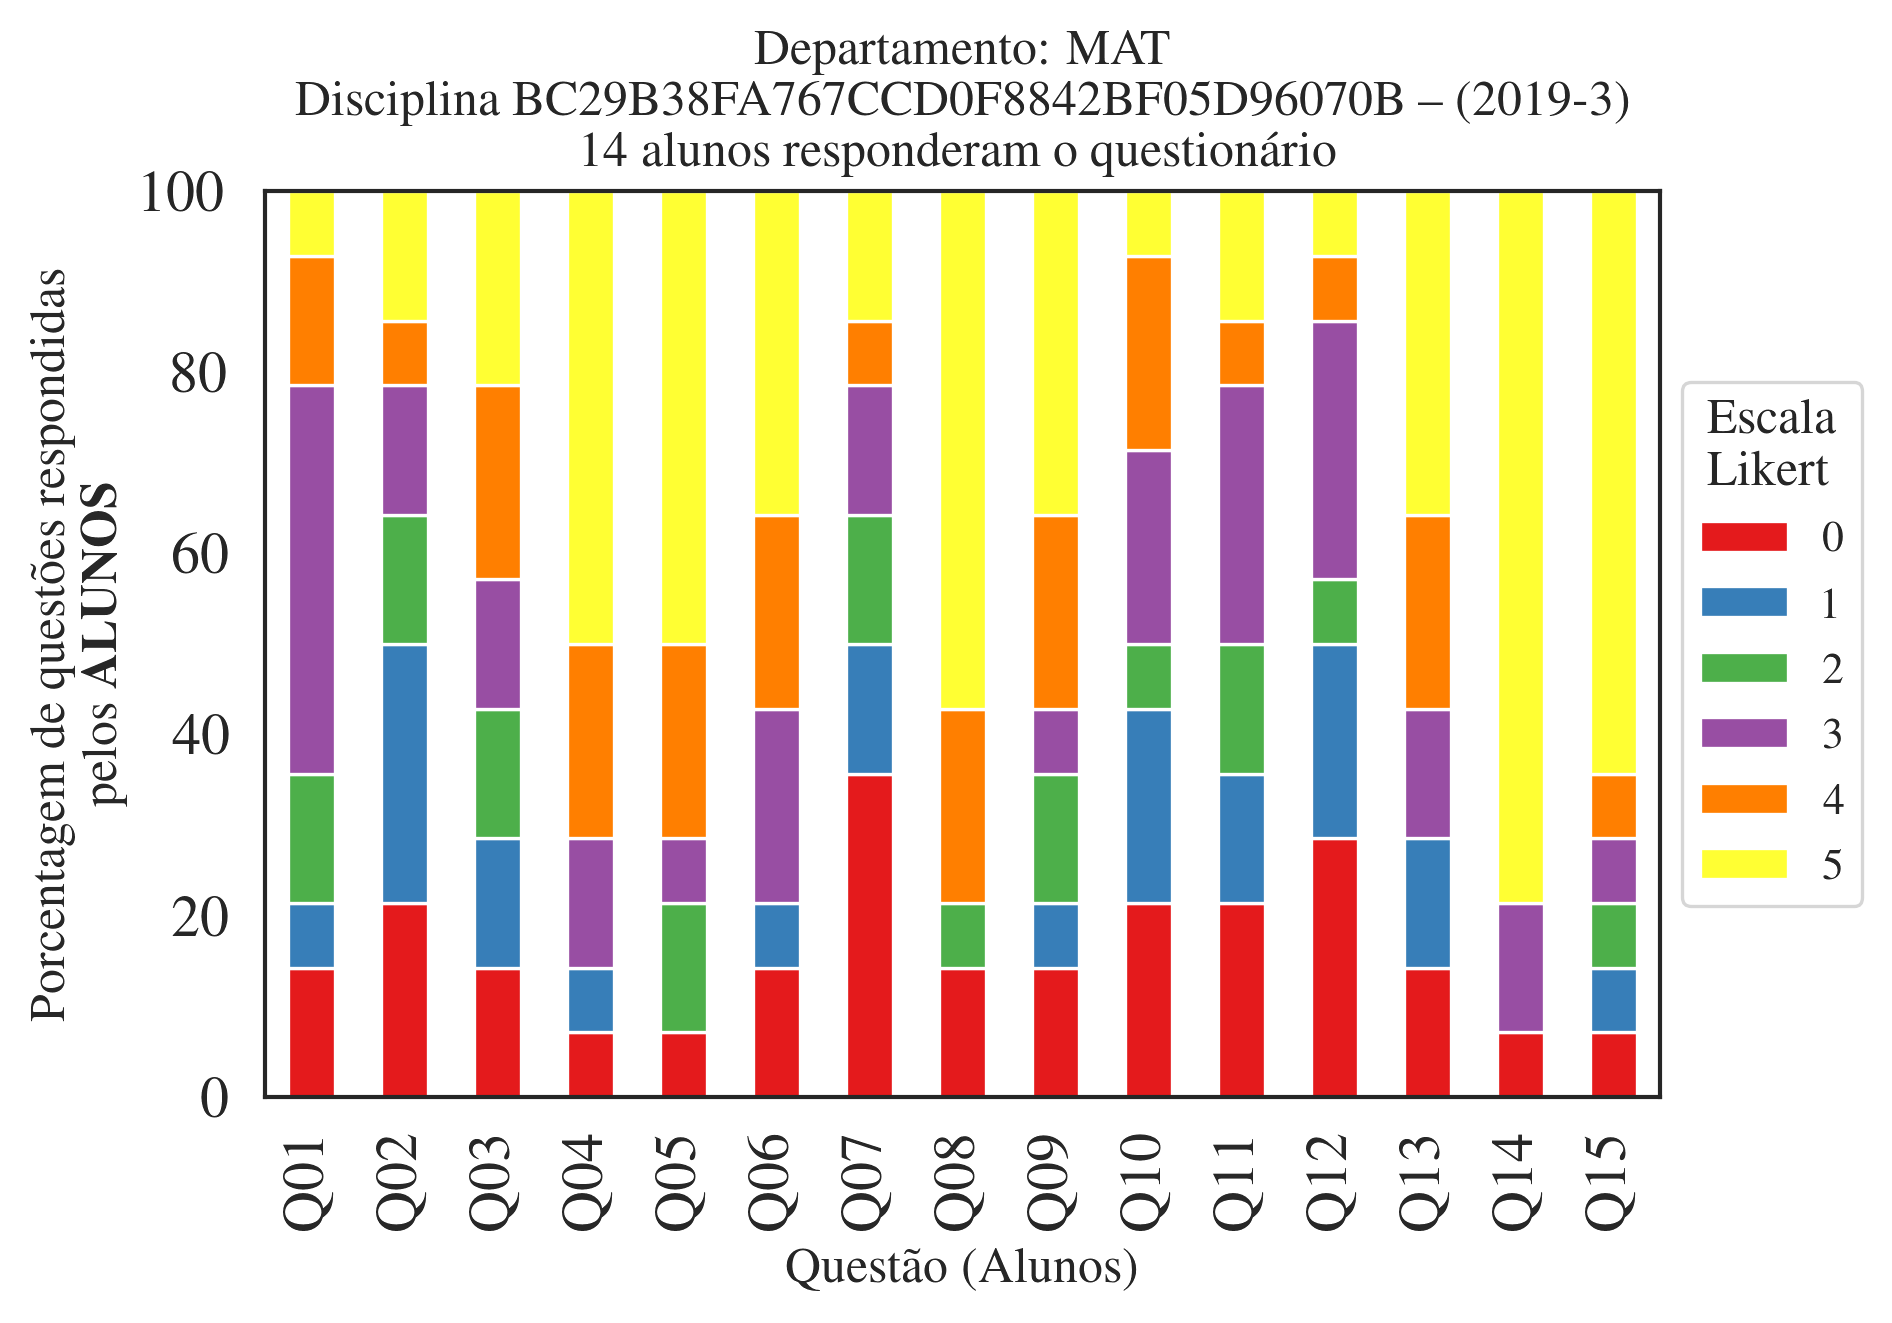 Departamento: MAT
Disciplina BC29B38FA767CCD0F8842BF05D96070B – (2019-3)
14 alunos responderam o questionário
Porcentagem de questões respondidas
pelos ALUNOS
100
80
60
40
20
0
Q01
Q02
Q03
Q04
Q05
Q06
Q07
Q08
Q09
Q10
Q11
Q12
Q13
Q14
Q15
Questão (Alunos)
Escala
Likert
0
1
2
3
4
5